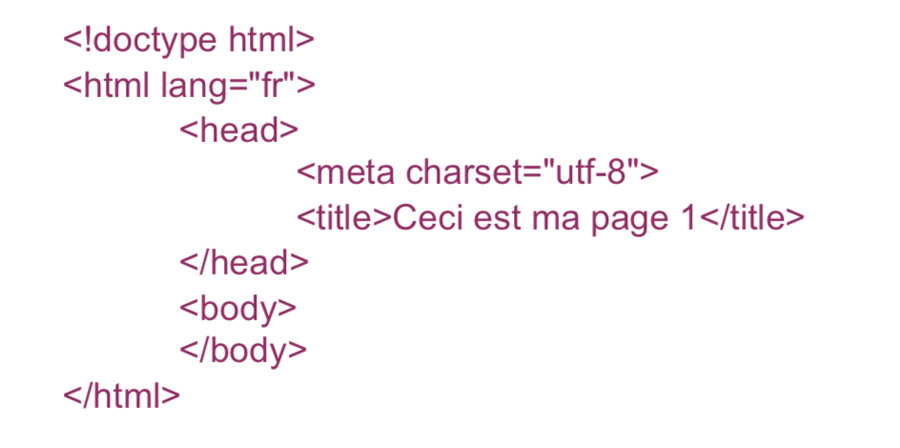 <!doctype html>
<html lang="fr">
<head>
<meta charset="utf-8">
<title>Ceci est ma page 1</title>
</head>
<body>
</body>
</html>